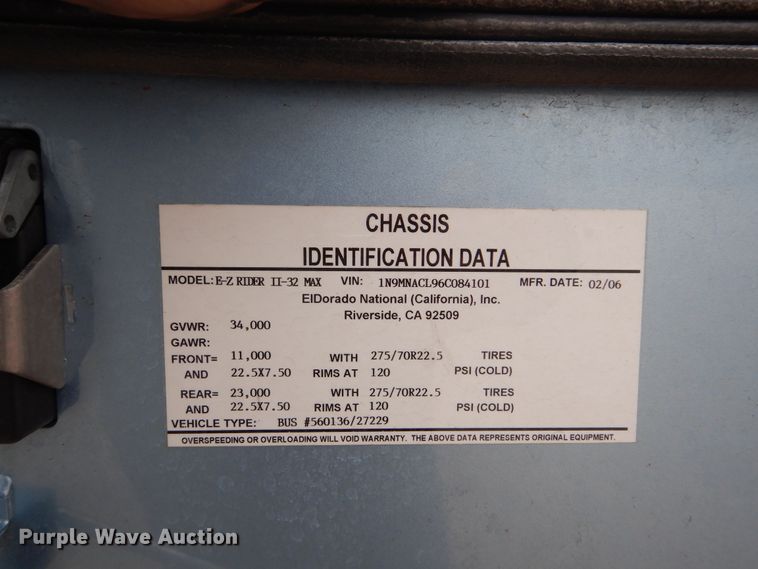 CHASSIS
IDENTIFICATION DATA
MODEL: E-Z RIDER II-32 MAX VIN: 1N9MNACL96C084101 MFR. DATE: 02/06
ElDorado National (California), Inc.
Riverside, CA 92509
GVWR: 34,000
GAWR:
FRONT= 11,000 WITH 275/70R22.5 TIRES
AND 22.5X7.50 RIMS AT 120 PSI (COLD)
REAR= 23,000 WITH 275/70R22.5 TIRES
AND 22.5X7.50 RIMS AT 120 PSI (COLD)
VEHICLE TYPE: BUS #560136/27229
OVERSPEEDING OR OVERLOADING WILL VOID WARRANTY. THE ABOVE DATA REPRESENTS ORIGINAL EQUIPMENT.
Purple Wave Auction